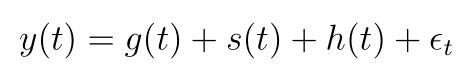 y(t) = g(t) + s(t) + h(t) + ϵ_t